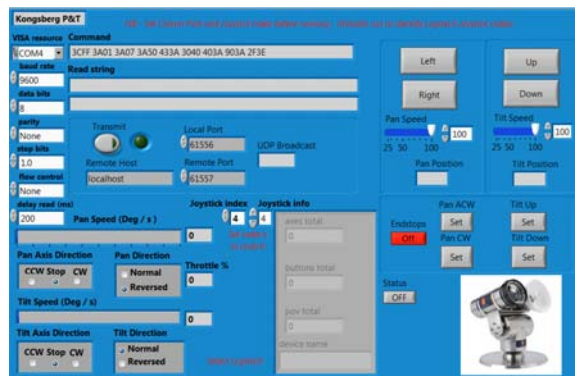 Kongsberg P&T
VISA resource
COM4
baud rate
9600
data bits
8
parity
None
stop bits
1.0
flow control
None
delay read (ms)
200
Command
3CFF 3A01 3A07 3A50 433A 3040 403A 903A 2F3E
Read string
Transmit
Local Port
61556
UDP Broadcast
Remote Host
localhost
Remote Port
61557
Left
Right
Up
Down
Pan Speed
100
25 50 100
Pan Position
Tilt Speed
100
25 50 100
Tilt Position
Pan Speed (Deg / s)
0
Pan Axis Direction
CCW Stop CW
Pan Direction
Normal
Reversed
Throttle %
0
Tilt Speed (Deg / s)
0
Tilt Axis Direction
CCW Stop CW
Tilt Direction
Normal
Reversed
Joystick index
4
Joystick info
4
axes total
0
buttons total
0
pov total
0
device name
Endstops
Off
Pan ACW
Set
Pan CW
Set
Tilt Up
Set
Tilt Down
Set
Status
OFF